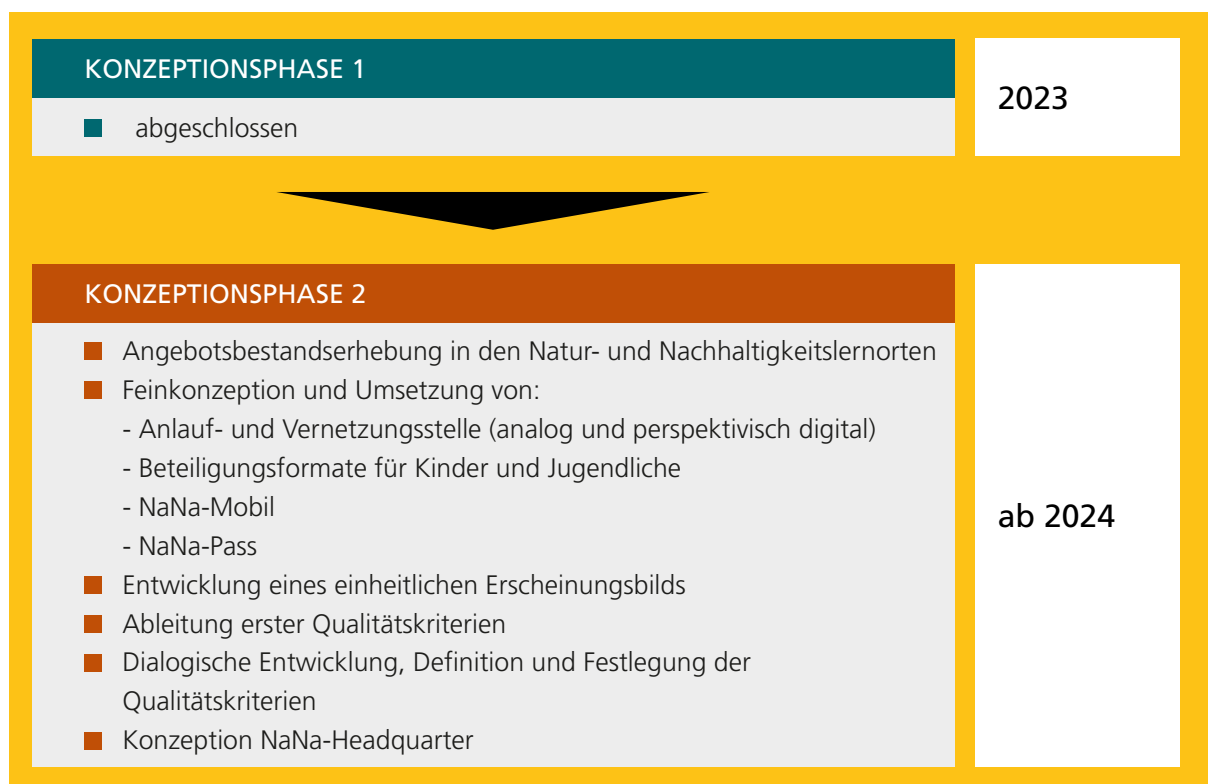 KONZEPTIONSPHASE 1
abgeschlossen
2023
KONZEPTIONSPHASE 2
Angebotsbestandserhebung in den Natur- und Nachhaltigkeitslernorten
Feinkonzeption und Umsetzung von:
- Anlauf- und Vernetzungsstelle (analog und perspektivisch digital)
- Beteiligungsformate für Kinder und Jugendliche
- NaNa-Mobil
- NaNa-Pass
Entwicklung eines einheitlichen Erscheinungsbilds
Ableitung erster Qualitätskriterien
Dialogische Entwicklung, Definition und Festlegung der
Qualitätskriterien
Konzeption NaNa-Headquarter
ab 2024